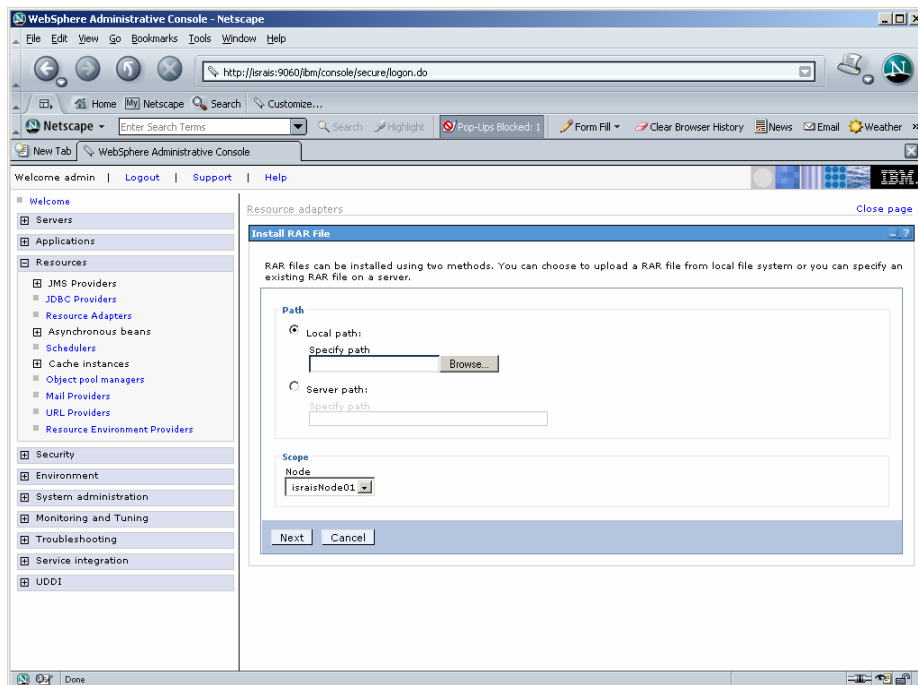 WebSphere Administrative Console - Netscape
File Edit View Go Bookmarks Tools Window Help
http://israis:9060/ibm/console/secure/logon.do
Home My Netscape Search Customize...
Netscape Enter Search Terms Search Highlight Pop-Ups Blocked: 1 Form Fill Clear Browser History News Email Weather »
New Tab WebSphere Administrative Console
Welcome admin | Logout | Support | Help IBM.
Welcome
Servers
Applications
Resources
JMS Providers
JDBC Providers
Resource Adapters
Asynchronous beans
Schedulers
Cache instances
Object pool managers
Mail Providers
URL Providers
Resource Environment Providers
Security
Environment
System administration
Monitoring and Tuning
Troubleshooting
Service integration
UDDI
Resource adapters Close page
Install RAR File
RAR files can be installed using two methods. You can choose to upload a RAR file from local file system or you can specify an
existing RAR file on a server.
Path
Local path:
Specify path
Browse...
Server path:
Specify path
Scope
Node
israisNode01
Next Cancel
Done